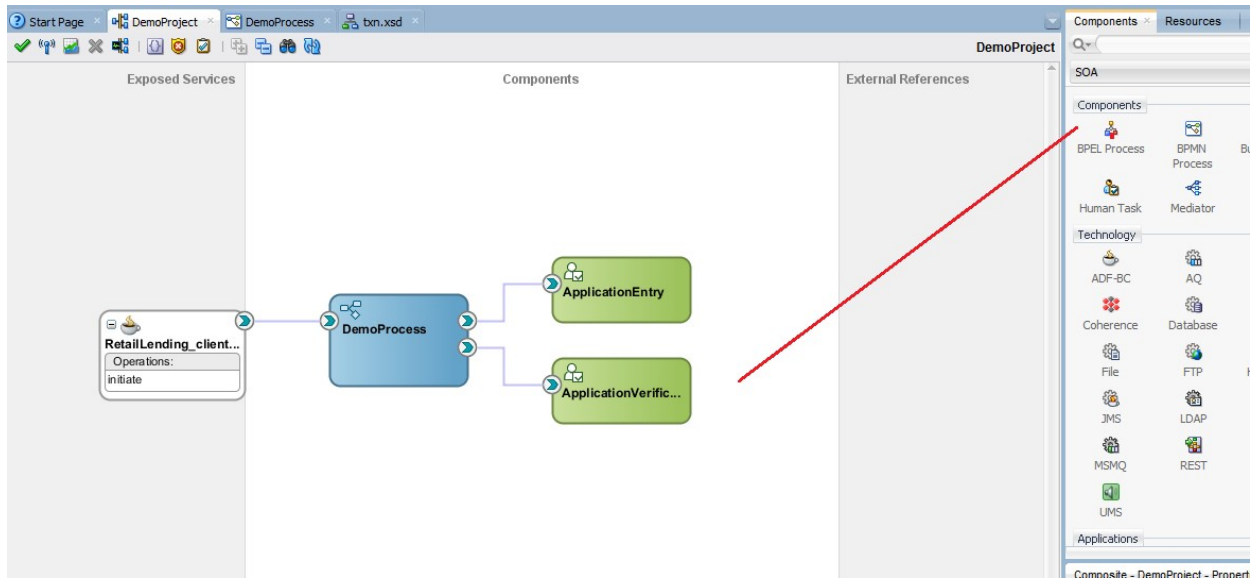 Start Page
DemoProject
DemoProcess
txn.xsd
Components
Resources
DemoProject
SOA
Exposed Services
Components
External References
Components
BPEL Process
BPMN
Process
Human Task
Mediator
Technology
ADF-BC
AQ
Coherence
Database
File
FTP
JMS
LDAP
MSMQ
REST
UMS
Applications
RetailLending_client...
Operations:
initiate
DemoProcess
ApplicationEntry
ApplicationVerific...
Composite - DemoProject - Propert